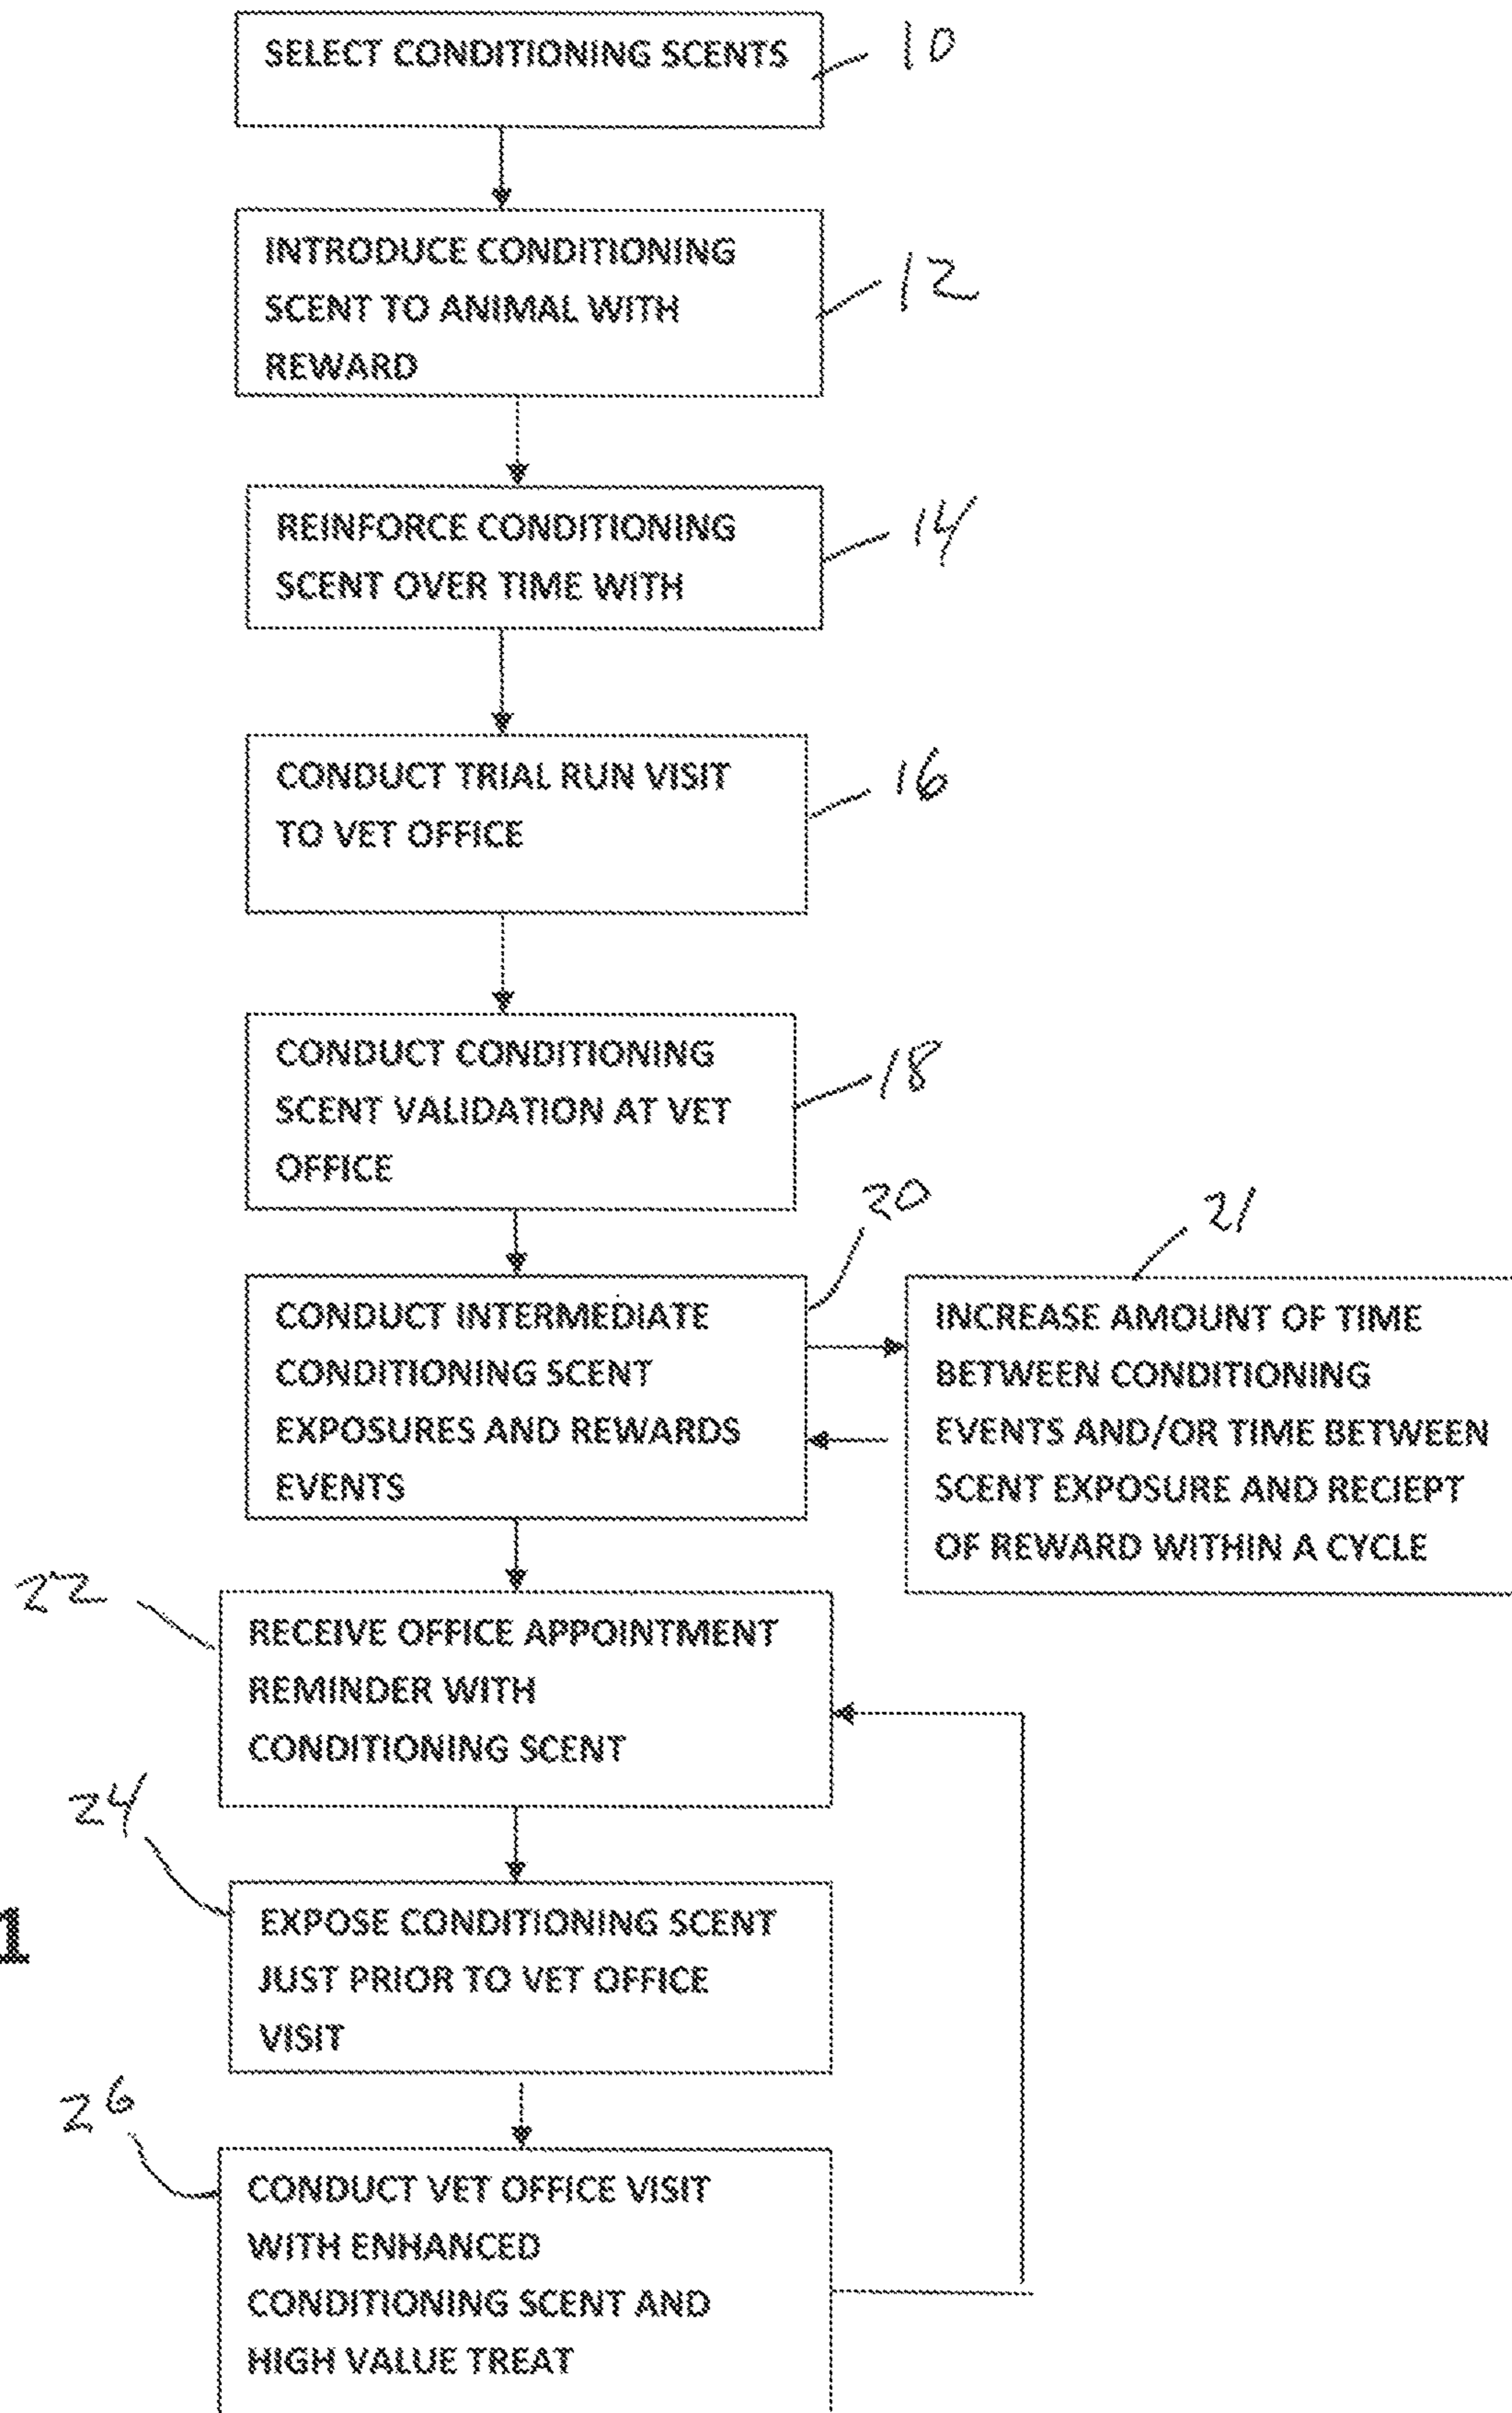 SELECT CONDITIONING SCENTS
10
INTRODUCE CONDITIONING
SCENT TO ANIMAL WITH
REWARD
12
REINFORCE CONDITIONING
SCENT OVER TIME WITH
14
CONDUCT TRIAL RUN VISIT
TO VET OFFICE
16
CONDUCT CONDITIONING
SCENT VALIDATION AT VET
OFFICE
18
CONDUCT INTERMEDIATE
CONDITIONING SCENT
EXPOSURES AND REWARDS
EVENTS
20
INCREASE AMOUNT OF TIME
BETWEEN CONDITIONING
EVENTS AND/OR TIME BETWEEN
SCENT EXPOSURE AND RECIEPT
OF REWARD WITHIN A CYCLE
21
RECEIVE OFFICE APPOINTMENT
REMINDER WITH
CONDITIONING SCENT
22
EXPOSE CONDITIONING SCENT
JUST PRIOR TO VET OFFICE
VISIT
24
1
CONDUCT VET OFFICE VISIT
WITH ENHANCED
CONDITIONING SCENT AND
HIGH VALUE TREAT
26